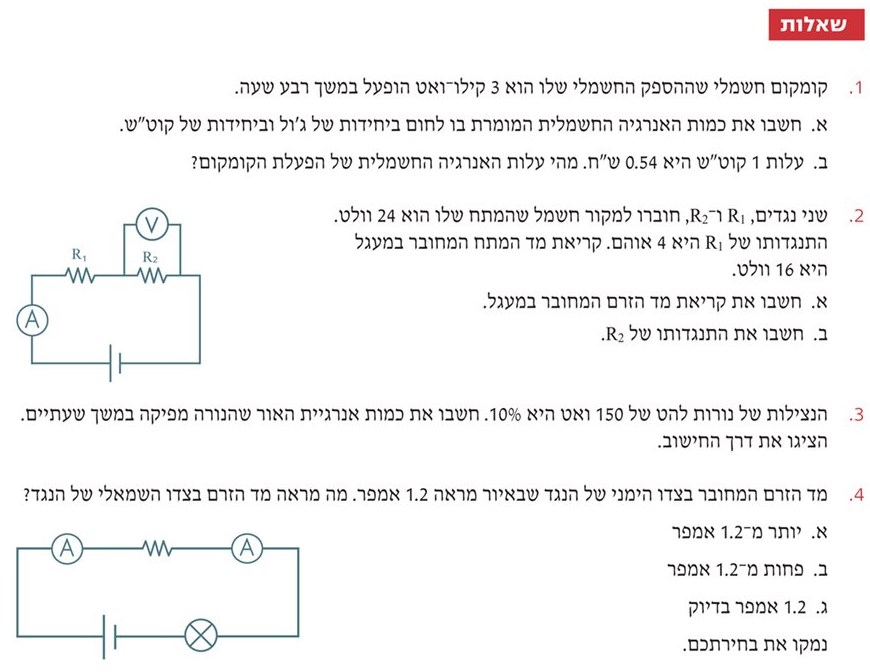 שאלות
1. קומקום חשמלי שההספק החשמלי שלו הוא 3 קילו־ואט הופעל במשך רבע שעה.
א. חשבו את כמות האנרגיה החשמלית המומרת בו לחום ביחידות של ג'ול וביחידות של קוט"ש.
ב. עלות 1 קוט"ש היא 0.54 ש"ח. מהי עלות האנרגיה החשמלית של הפעלת הקומקום?
2. שני נגדים, R₁ ו־R₂, חוברו למקור חשמל שהמתח שלו הוא 24 וולט.
התנגדותו של R₁ היא 4 אוהם. קריאת מד המתח המחובר במעגל
היא 16 וולט.
א. חשבו את קריאת מד הזרם המחובר במעגל.
ב. חשבו את התנגדותו של R₂.
V
R₁
R₂
A
3. הנצילות של נורות להט של 150 ואט היא 10%. חשבו את כמות אנרגיית האור שהנורה מפיקה במשך שעתיים.
הציגו את דרך החישוב.
4. מד הזרם המחובר בצדו הימני של הנגד שבאיור מראה 1.2 אמפר. מה מראה מד הזרם בצדו השמאלי של הנגד?
א. יותר מ־1.2 אמפר
ב. פחות מ־1.2 אמפר
ג. 1.2 אמפר בדיוק
נמקו את בחירתכם.
A
A